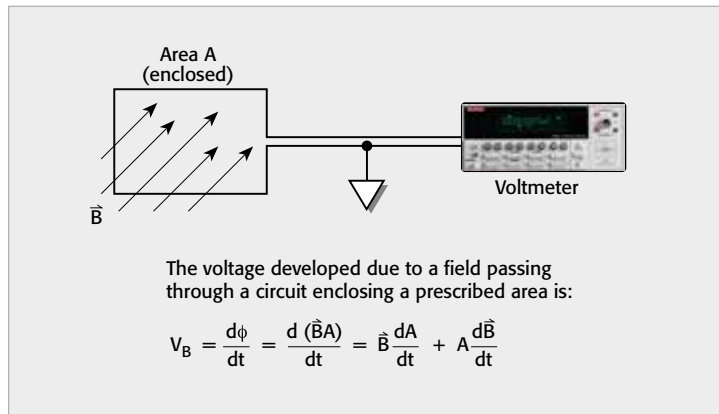 Area A
(enclosed)
B⃗
Voltmeter
The voltage developed due to a field passing
through a circuit enclosing a prescribed area is:
V_B = dϕ/dt = d (B⃗A)/dt = B⃗ dA/dt + A dB⃗/dt